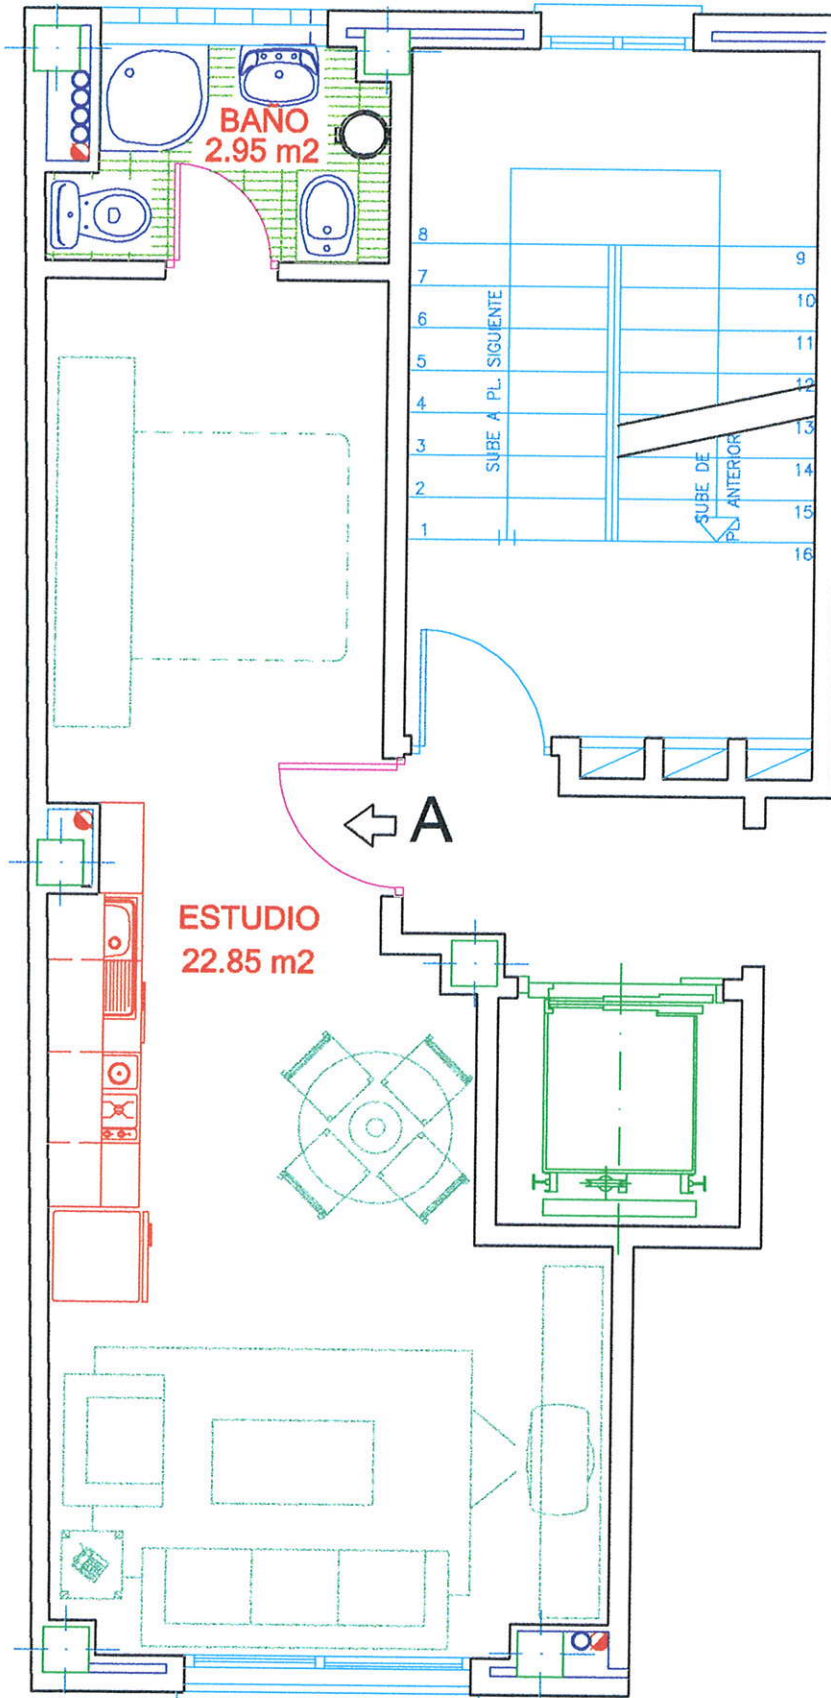 BAÑO
2.95 m2
8
7
6
5
4
3
2
1
SUBE A PL. SIGUIENTE
9
10
11
12
13
14
15
16
SUBE DE
PL. ANTERIOR
A
ESTUDIO
22.85 m2